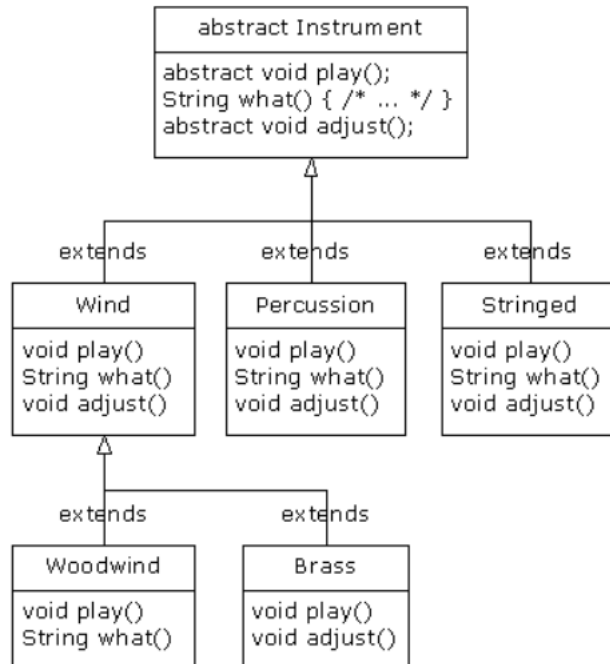 abstract Instrument
abstract void play();
String what() { /* ... */ }
abstract void adjust();
extends
extends
extends
Wind
void play()
String what()
void adjust()
Percussion
void play()
String what()
void adjust()
Stringed
void play()
String what()
void adjust()
extends
extends
Woodwind
void play()
String what()
Brass
void play()
void adjust()